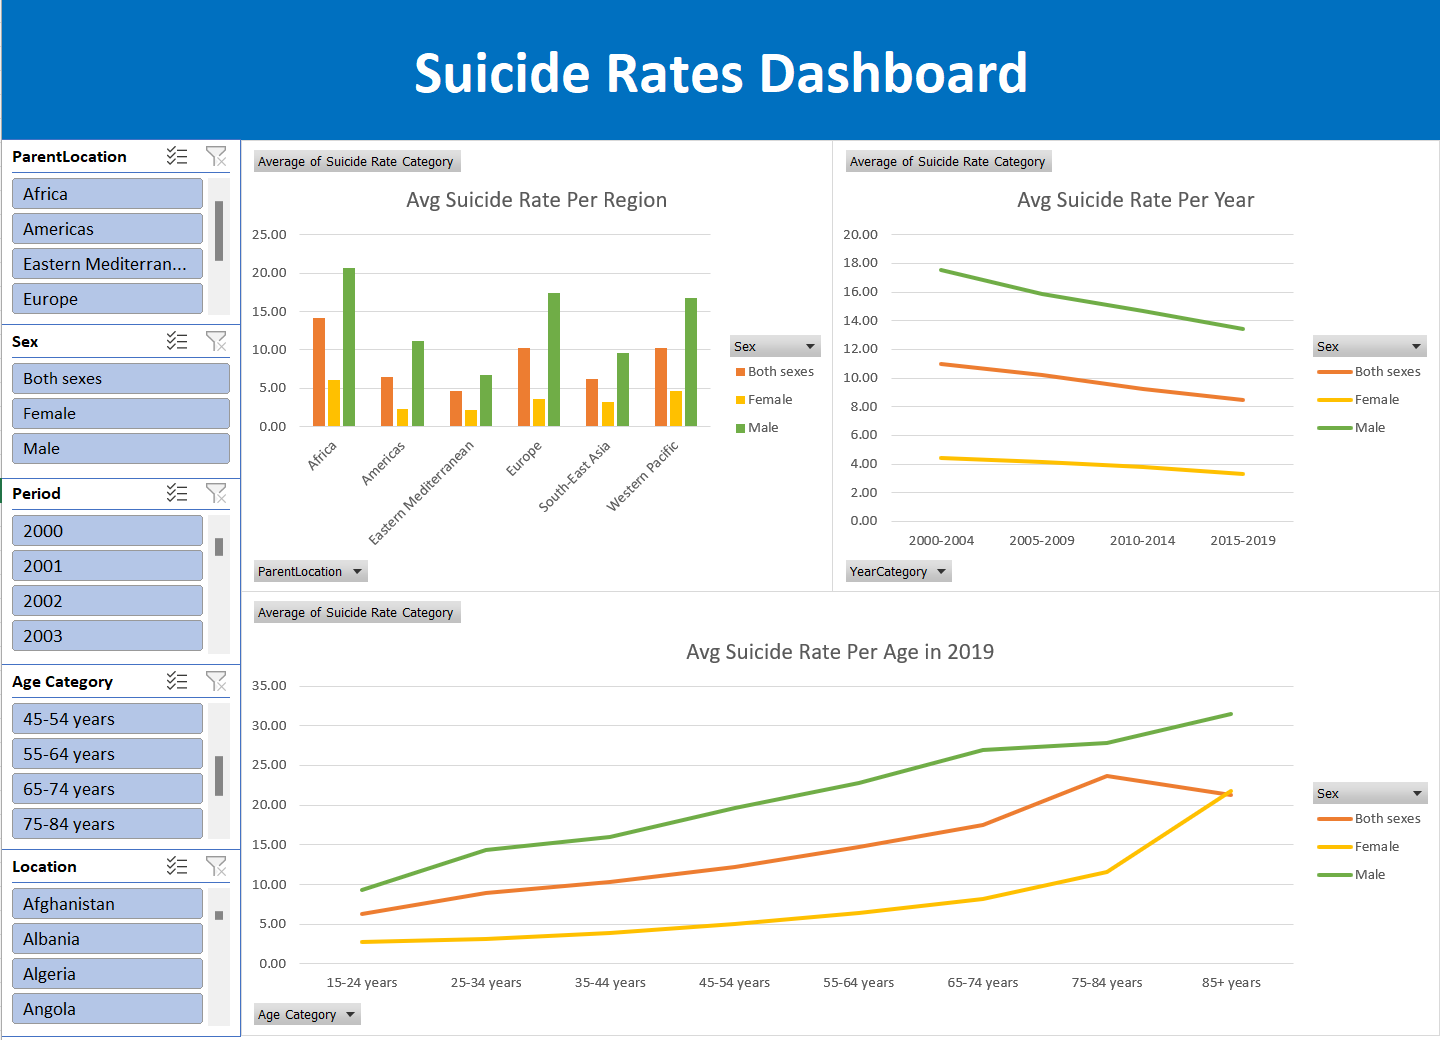 Suicide Rates Dashboard
ParentLocation
Africa
Americas
Eastern Mediterran...
Europe
Sex
Both sexes
Female
Male
Period
2000
2001
2002
2003
Age Category
45-54 years
55-64 years
65-74 years
75-84 years
Location
Afghanistan
Albania
Algeria
Angola
Average of Suicide Rate Category
Avg Suicide Rate Per Region
25.00
20.00
15.00
10.00
5.00
0.00
Africa
Americas
Eastern Mediterranean
Europe
South-East Asia
Western Pacific
Sex
Both sexes
Female
Male
ParentLocation
Average of Suicide Rate Category
Avg Suicide Rate Per Year
20.00
18.00
16.00
14.00
12.00
10.00
8.00
6.00
4.00
2.00
0.00
2000-2004 2005-2009 2010-2014 2015-2019
Sex
Both sexes
Female
Male
YearCategory
Average of Suicide Rate Category
Avg Suicide Rate Per Age in 2019
35.00
30.00
25.00
20.00
15.00
10.00
5.00
0.00
15-24 years 25-34 years 35-44 years 45-54 years 55-64 years 65-74 years 75-84 years 85+ years
Sex
Both sexes
Female
Male
Age Category